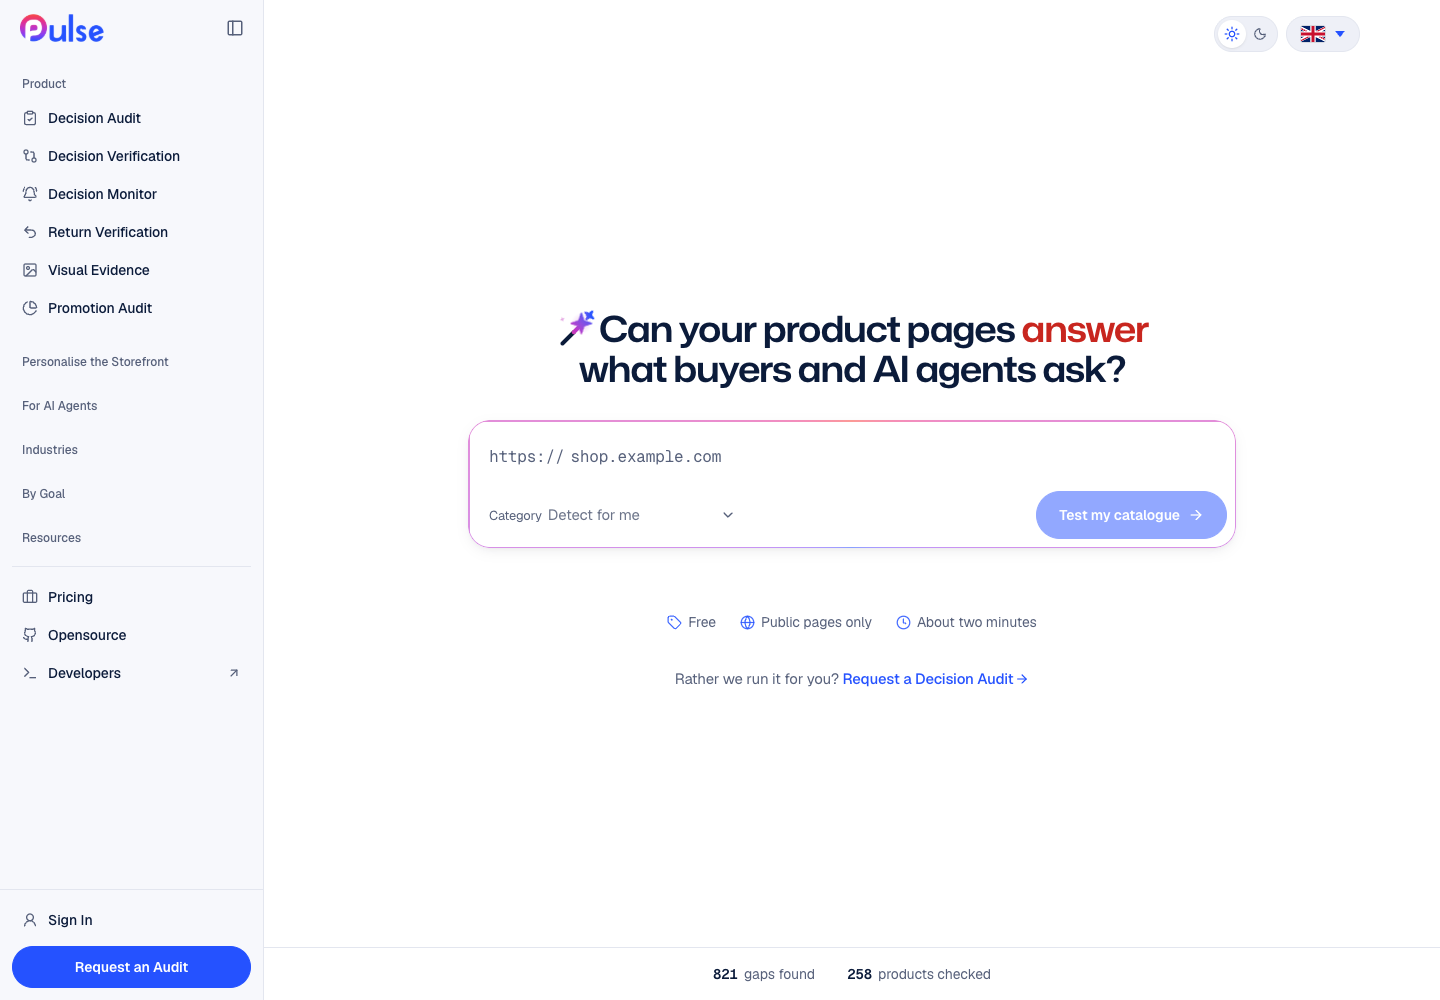 Pulse
Product
Decision Audit
Decision Verification
Decision Monitor
Return Verification
Visual Evidence
Promotion Audit
Personalise the Storefront
For AI Agents
Industries
By Goal
Resources
Pricing
Opensource
Developers
Sign In
Request an Audit
Can your product pages answer
what buyers and AI agents ask?
https:// shop.example.com
Category Detect for me
Test my catalogue
Free Public pages only About two minutes
Rather we run it for you? Request a Decision Audit
821 gaps found 258 products checked